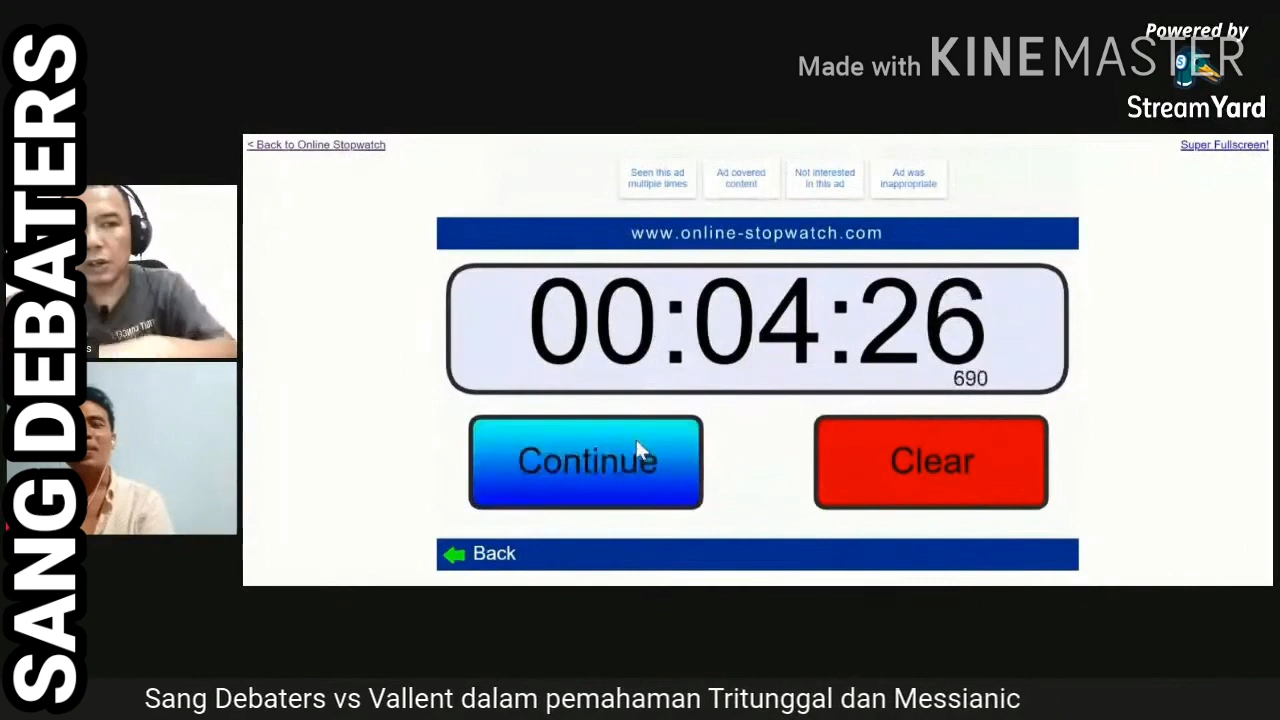 SANG DEBATERS
Powered by
Made with KINEMASTER
StreamYard
< Back to Online Stopwatch
Super Fullscreen!
Seen this ad
multiple times
Ad covered
content
Not interested
in this ad
Ad was
inappropriate
www.online-stopwatch.com
00:04:26
690
Continue
Clear
Back
Sang Debaters vs Vallent dalam pemahaman Tritunggal dan Messianic